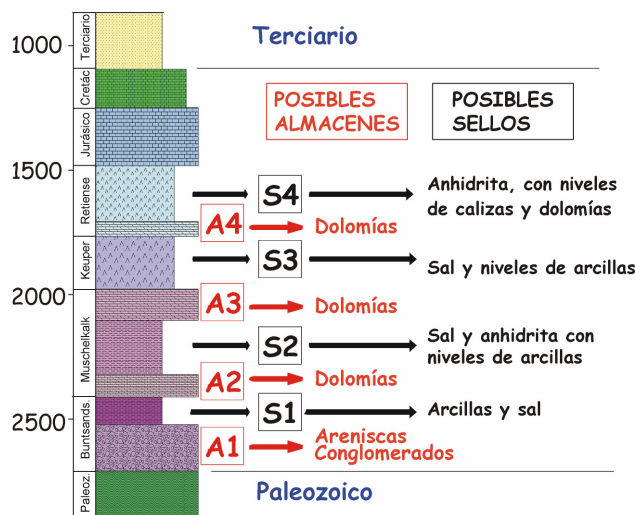 Terciario
1000
Terciario
Cretác
POSIBLES
ALMACENES
POSIBLES
SELLOS
Jurásico
1500
Retiense
S4
Anhidrita, con niveles
de calizas y dolomías
A4
Dolomías
Keuper
S3
Sal y niveles de arcillas
2000
A3
Dolomías
Muschelkalk
S2
Sal y anhidrita con
niveles de arcillas
A2
Dolomías
2500
Buntsands.
S1
Arcillas y sal
A1
Areniscas
Conglomerados
Paleoz.
Paleozoico